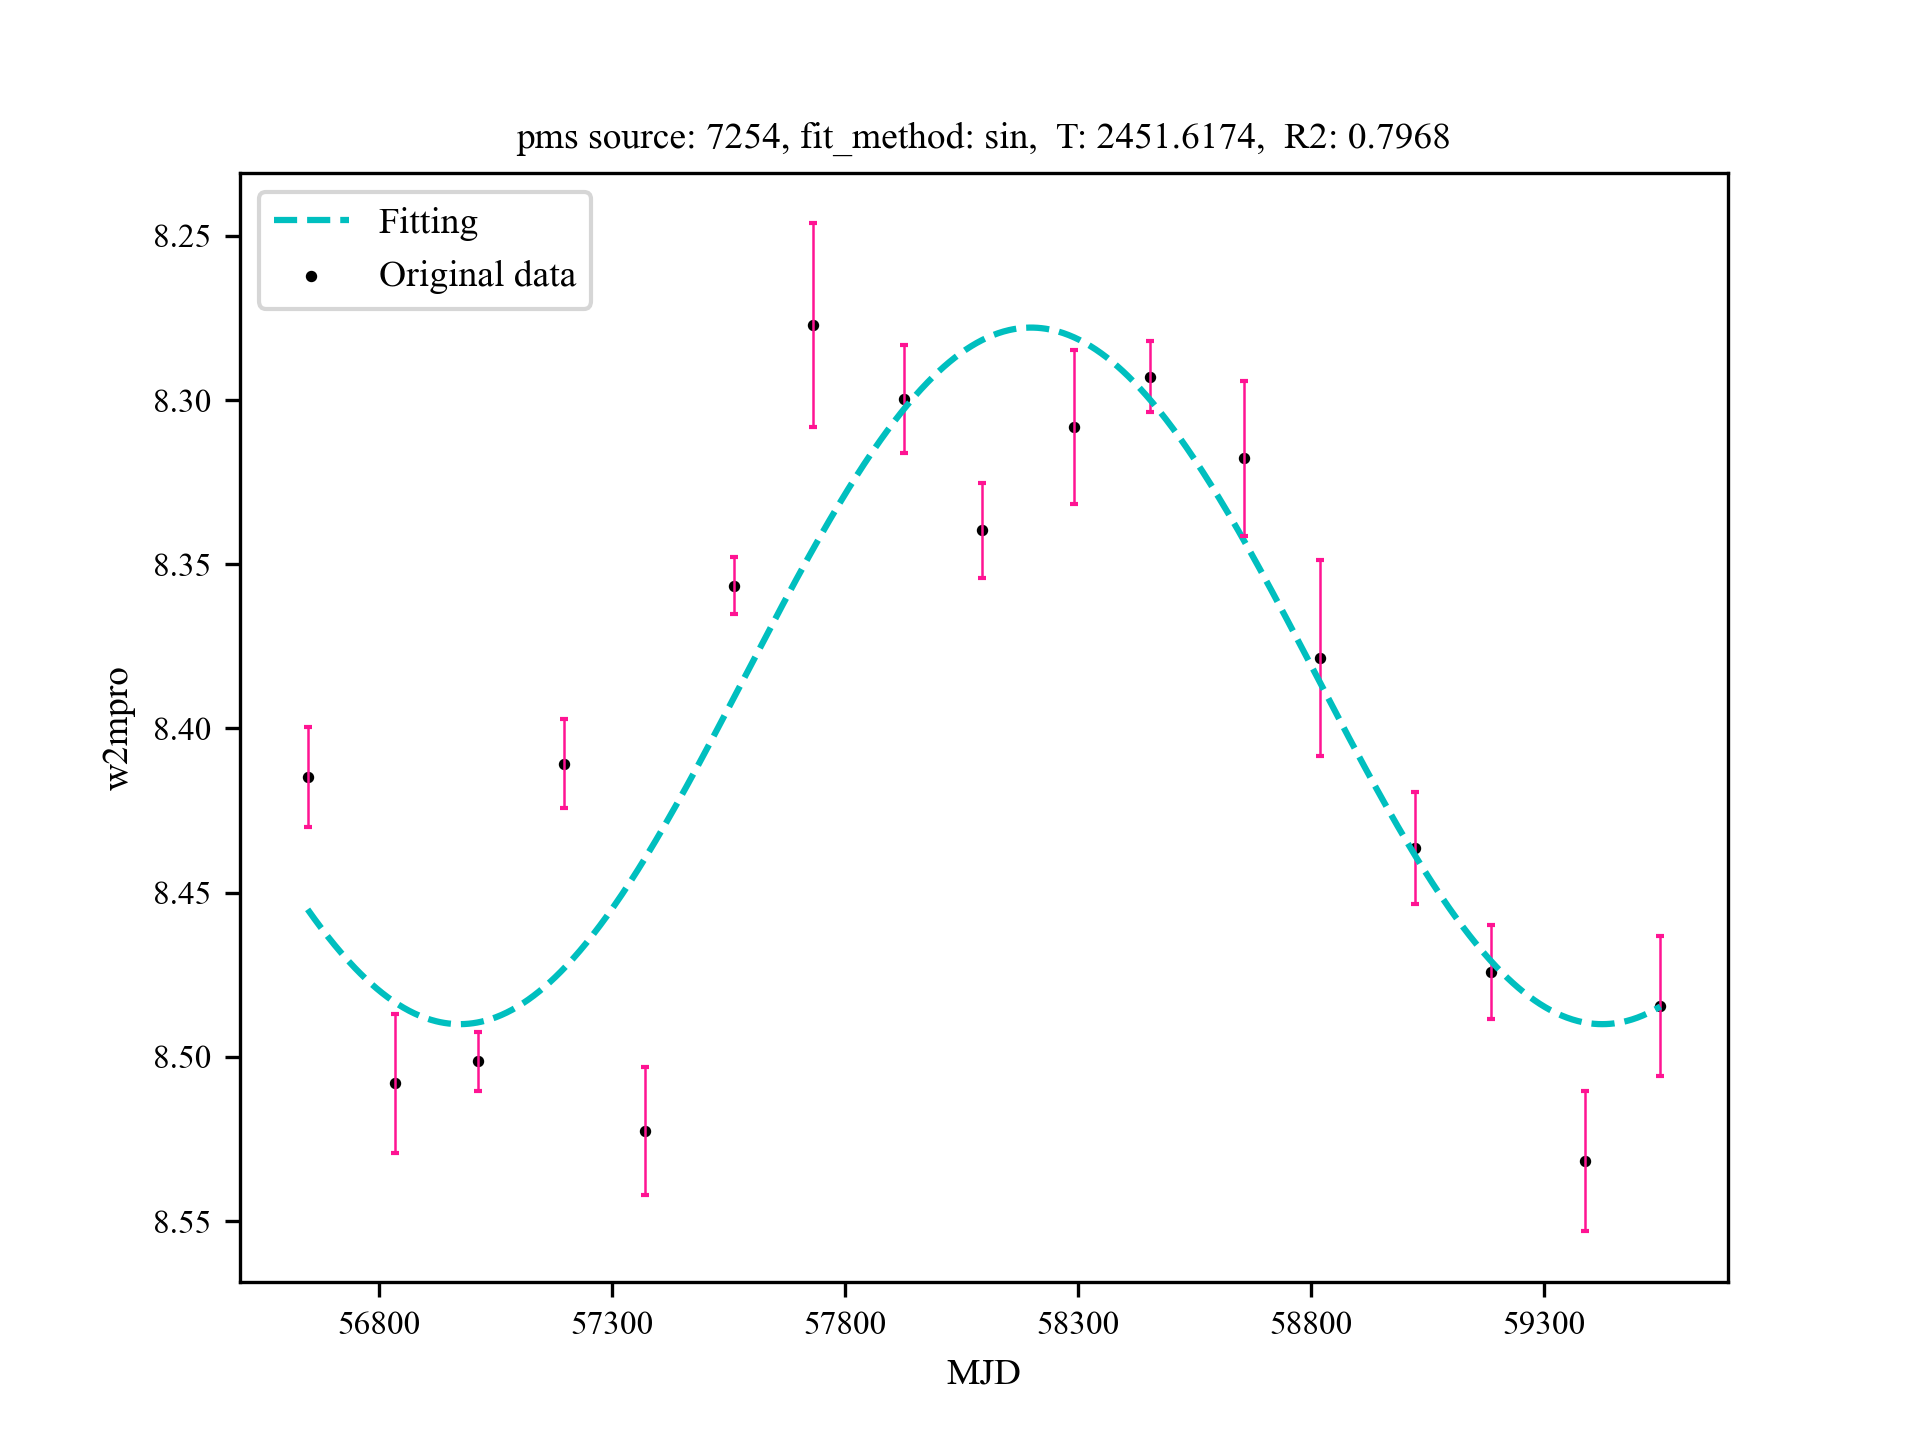 pms source: 7254, fit_method: sin,  T: 2451.6174,  R2: 0.7968
Fitting
Original data
8.25
8.30
8.35
8.40
8.45
8.50
8.55
w2mpro
56800 57300 57800 58300 58800 59300
MJD